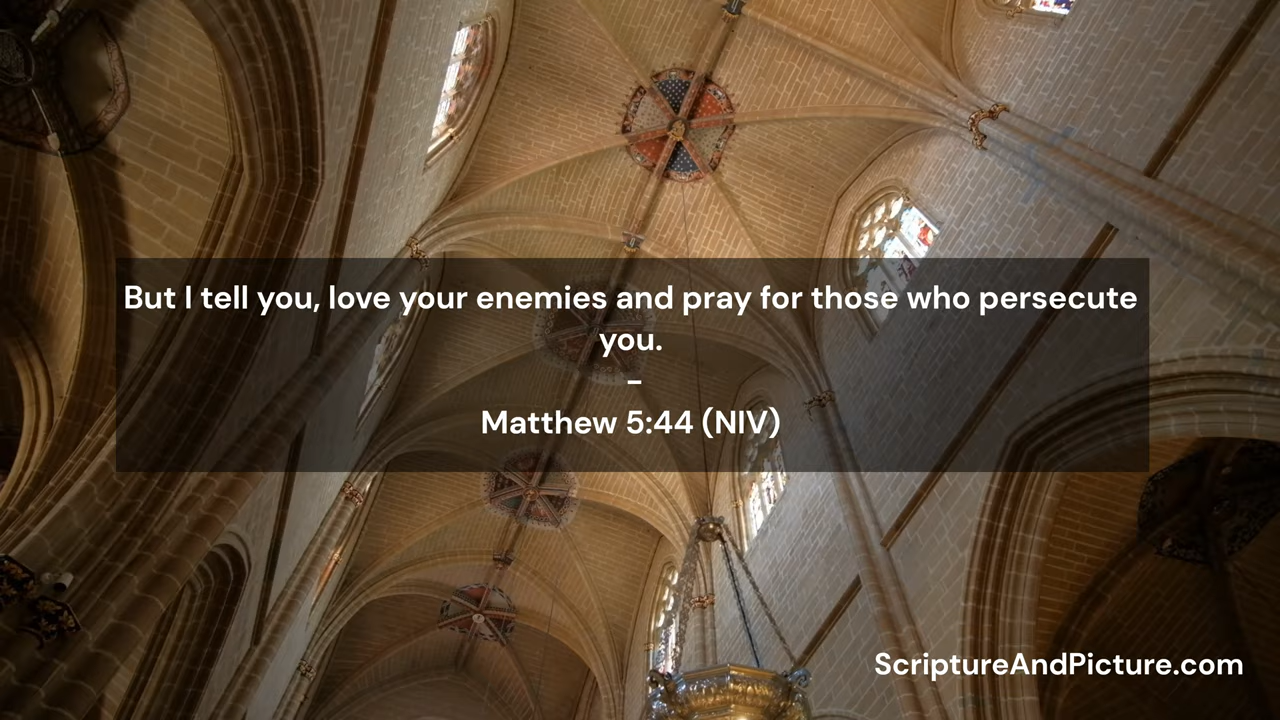 But I tell you, love your enemies and pray for those who persecute
you.
-
Matthew 5:44 (NIV)
ScriptureAndPicture.com